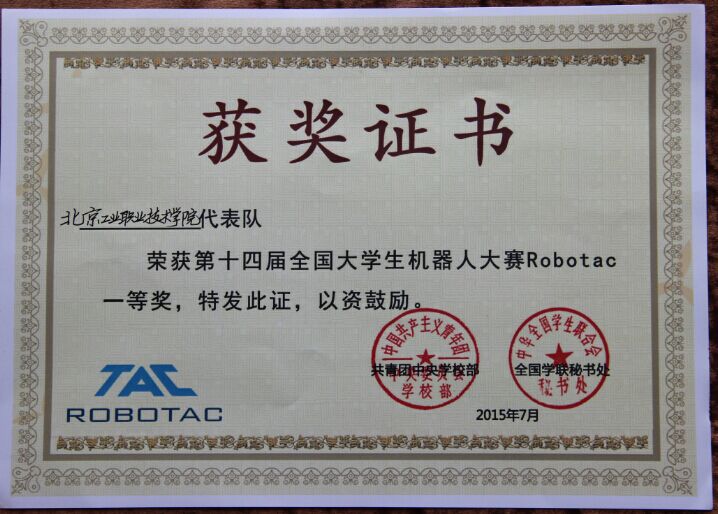 获奖证书
北京工业职业技术学院代表队
荣获第十四届全国大学生机器人大赛Robotac
一等奖，特发此证，以资鼓励。
中国共产主义青年团
中央委员会
学校部
共青团中央学校部
中华全国学生联合会
秘书处
全国学联秘书处
TAC
ROBOTAC
2015年7月